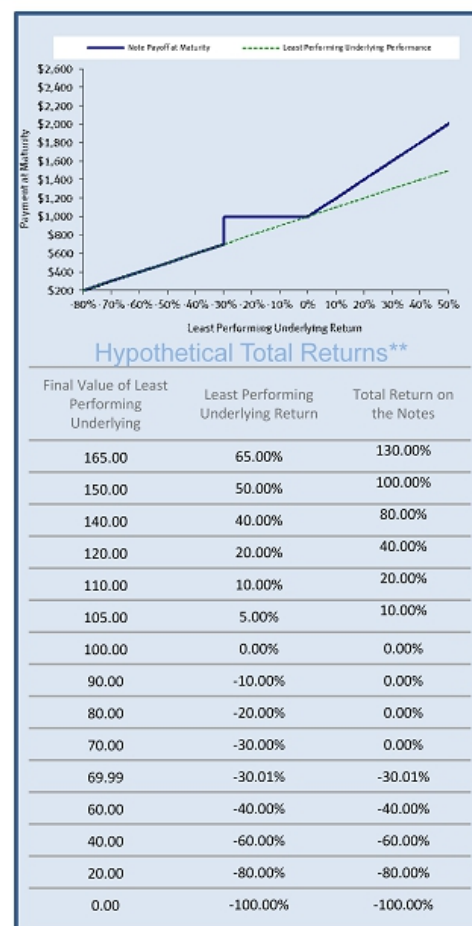 Note Payoff at Maturity    Least Performing Underlying Performance
Payment at Maturity
$2,600
$2,400
$2,200
$2,000
$1,800
$1,600
$1,400
$1,200
$1,000
$800
$600
$400
$200
-80% -70% -60% -50% -40% -30% -20% -10% 0% 10% 20% 30% 40% 50%
Least Performing Underlying Return
Hypothetical Total Returns**
Final Value of Least Performing Underlying    Least Performing Underlying Return    Total Return on the Notes
165.00    65.00%    130.00%
150.00    50.00%    100.00%
140.00    40.00%    80.00%
120.00    20.00%    40.00%
110.00    10.00%    20.00%
105.00    5.00%    10.00%
100.00    0.00%    0.00%
90.00    -10.00%    0.00%
80.00    -20.00%    0.00%
70.00    -30.00%    0.00%
69.99    -30.01%    -30.01%
60.00    -40.00%    -40.00%
40.00    -60.00%    -60.00%
20.00    -80.00%    -80.00%
0.00    -100.00%    -100.00%